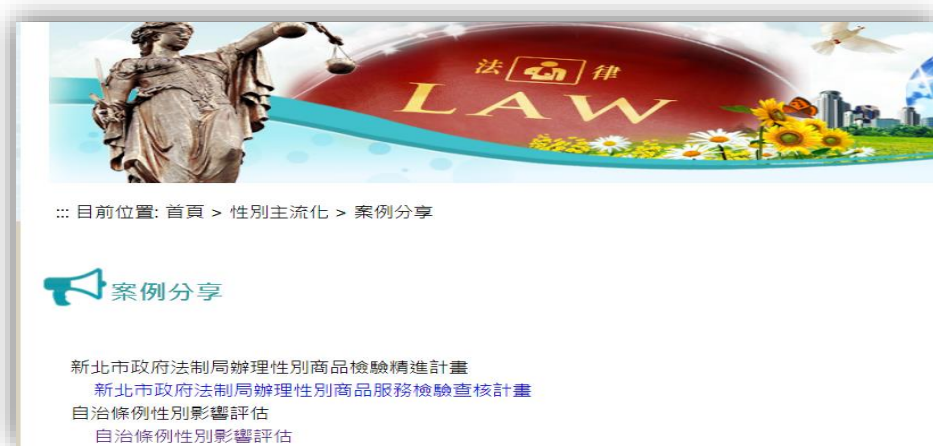 法 律
LAW
::: 目前位置: 首頁 > 性別主流化 > 案例分享
案例分享
新北市政府法制局辦理性別商品檢驗精進計畫
新北市政府法制局辦理性別商品服務檢驗查核計畫
自治條例性別影響評估
自治條例性別影響評估